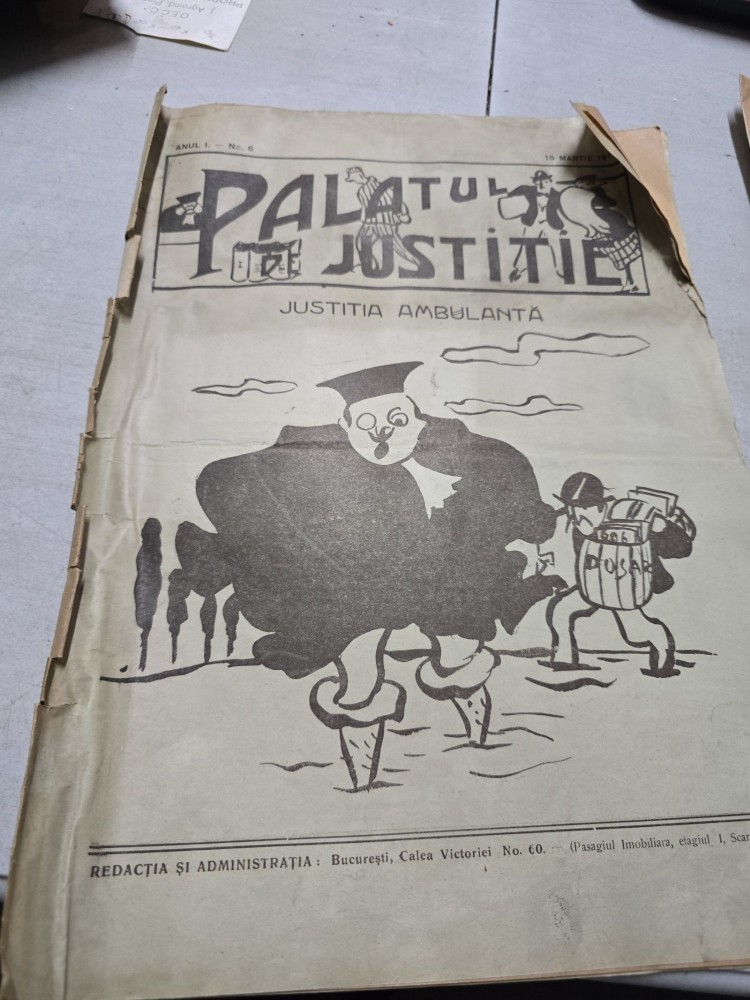 ANUL I. — No. 6
15 MARTIE
PALATUL
DE JUSTITIE
JUSTITIA AMBULANTĂ
DOSAR
REDACȚIA ȘI ADMINISTRAȚIA : București, Calea Victoriei No. 60. — (Pasagiul Imobiliara, etagiul I, Scar